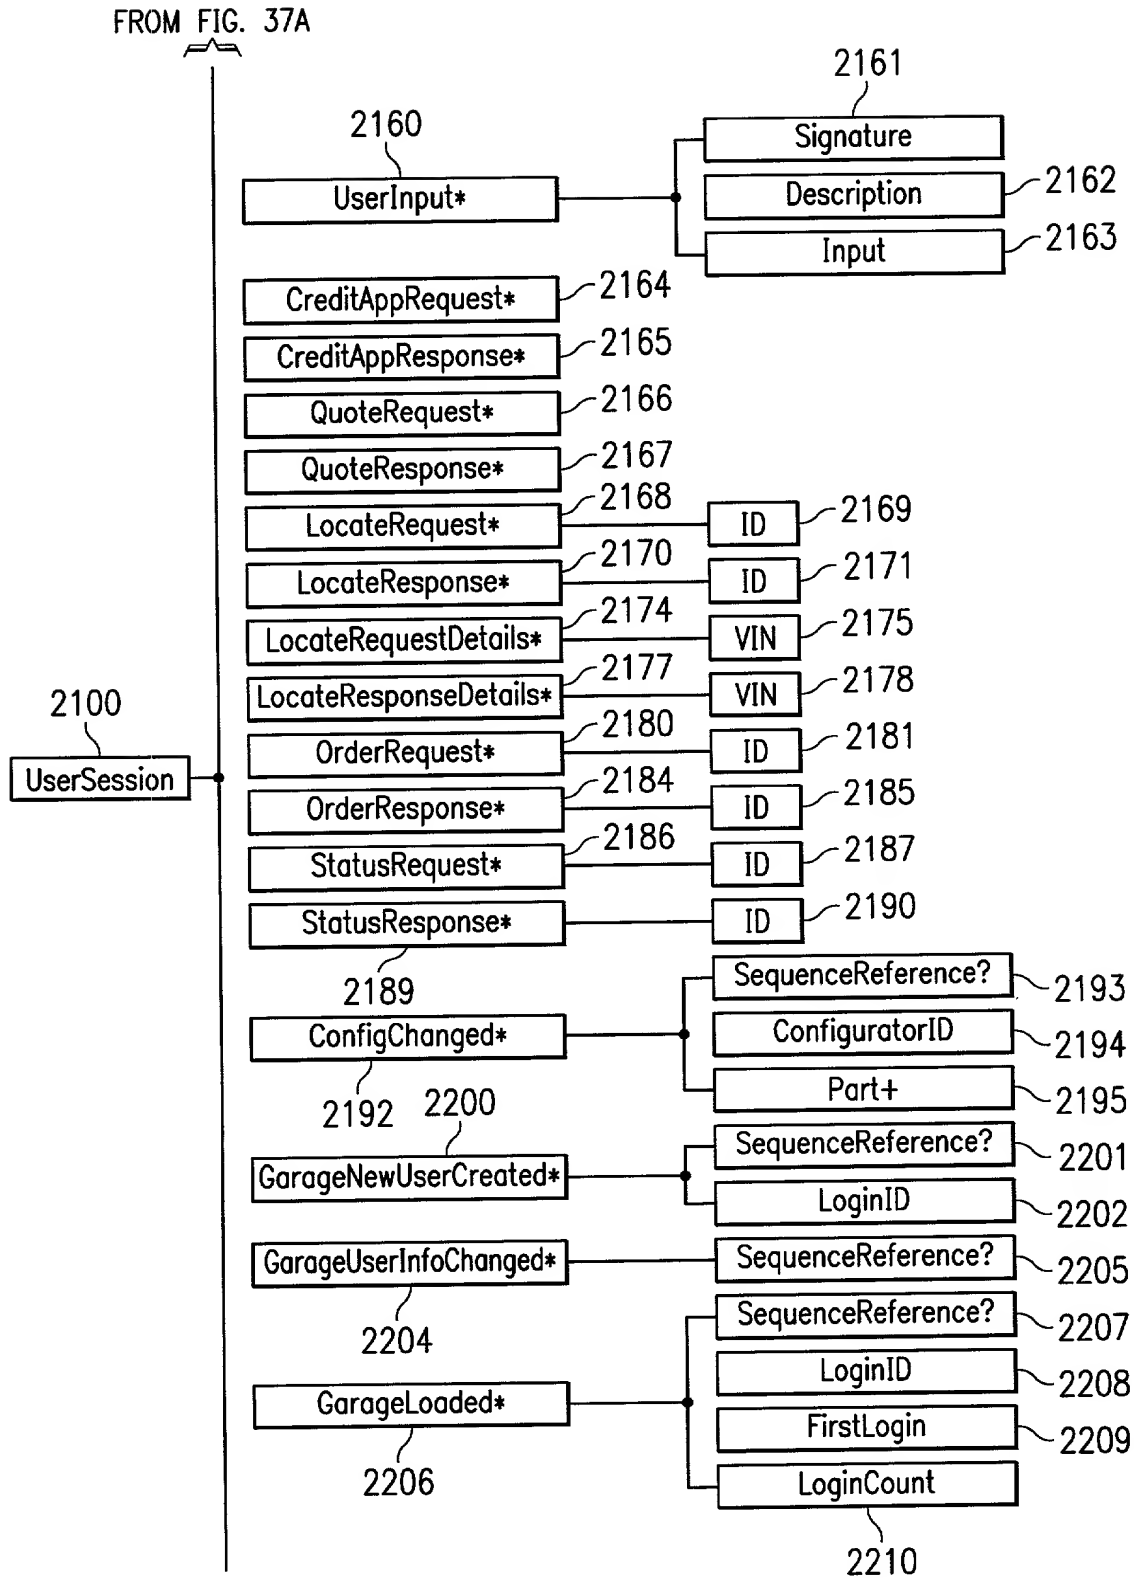 FROM FIG. 37A
2161
Signature
2160
UserInput*
Description
2162
Input
2163
CreditAppRequest*
2164
CreditAppResponse*
2165
QuoteRequest*
2166
QuoteResponse*
2167
LocateRequest*
2168
ID
2169
LocateResponse*
2170
ID
2171
LocateRequestDetails*
2174
VIN
2175
LocateResponseDetails*
2177
VIN
2178
2100
UserSession
OrderRequest*
2180
ID
2181
OrderResponse*
2184
ID
2185
StatusRequest*
2186
ID
2187
StatusResponse*
2189
ID
2190
ConfigChanged*
2192
SequenceReference?
2193
ConfiguratorID
2194
Part+
2195
2200
GarageNewUserCreated*
SequenceReference?
2201
LoginID
2202
GarageUserInfoChanged*
2204
SequenceReference?
2205
GarageLoaded*
2206
SequenceReference?
2207
LoginID
2208
FirstLogin
2209
LoginCount
2210